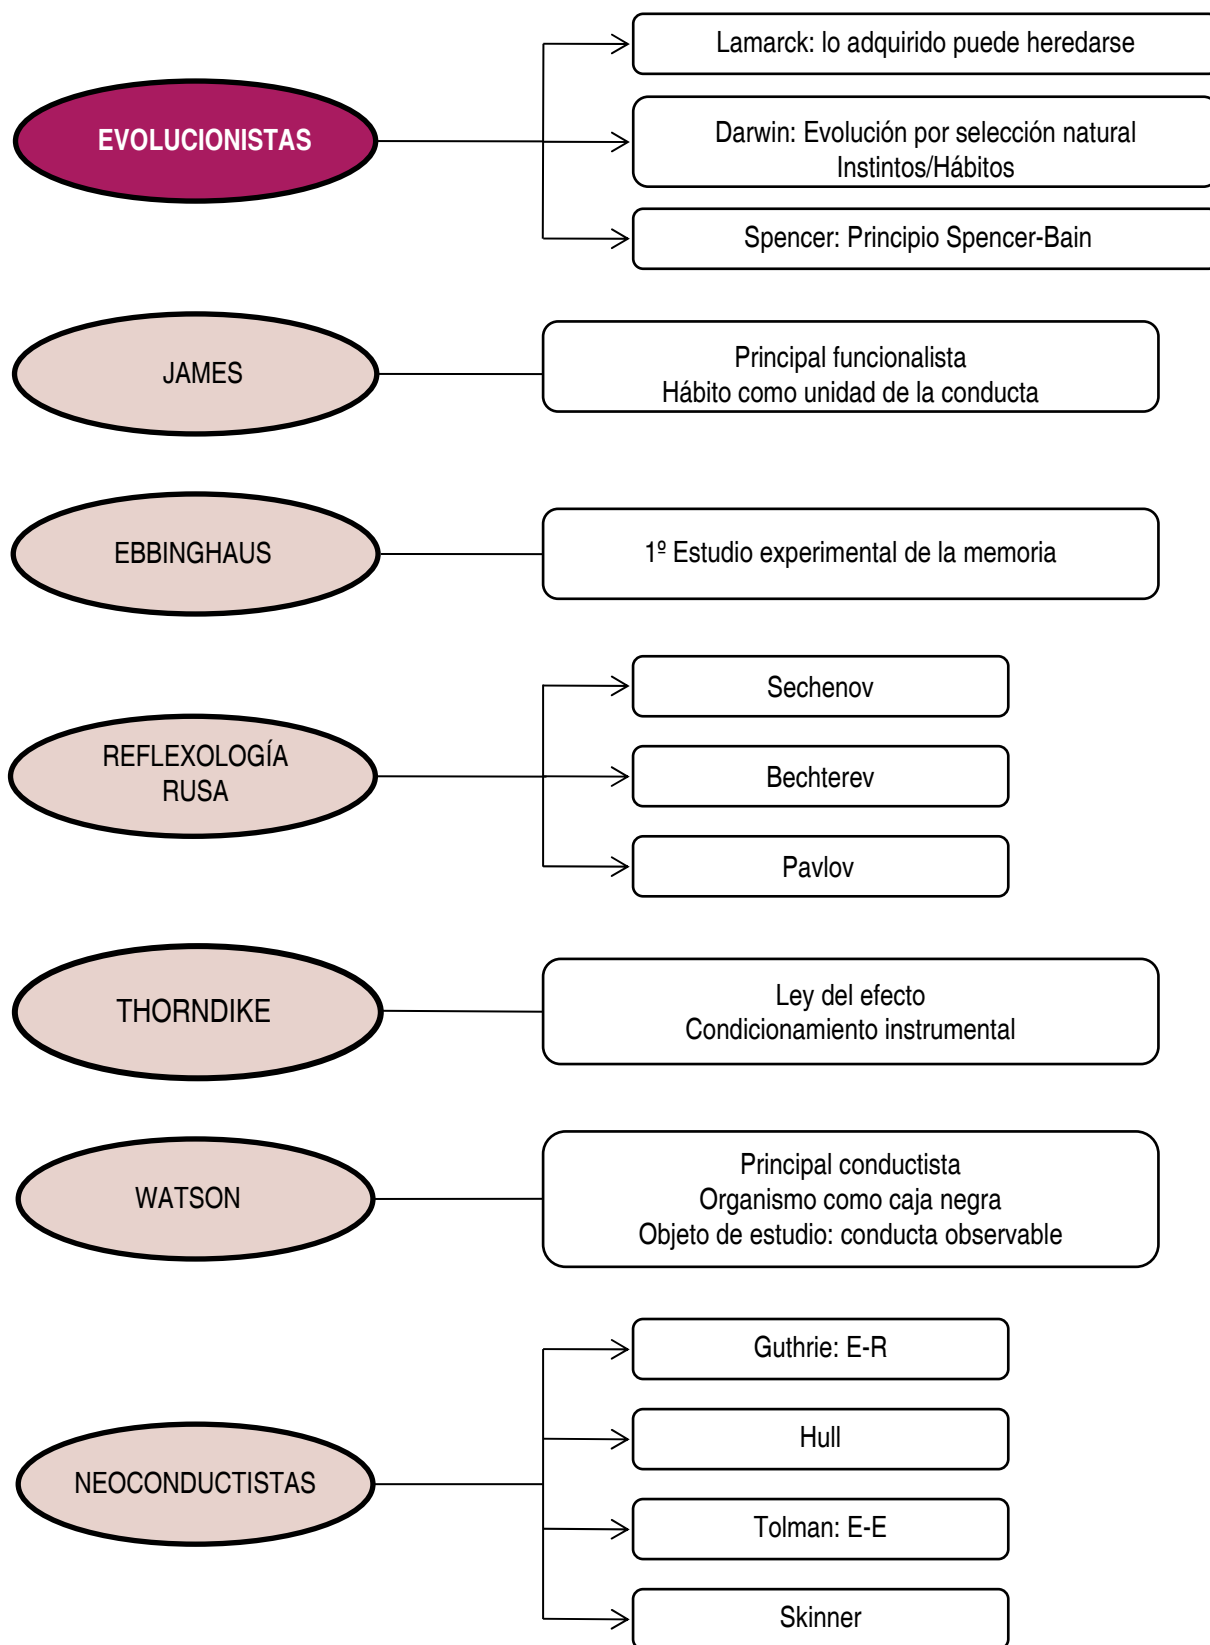 EVOLUCIONISTAS
Lamarck: lo adquirido puede heredarse
Darwin: Evolución por selección natural
Instintos/Hábitos
Spencer: Principio Spencer-Bain
JAMES
Principal funcionalista
Hábito como unidad de la conducta
EBBINGHAUS
1º Estudio experimental de la memoria
REFLEXOLOGÍA
RUSA
Sechenov
Bechterev
Pavlov
THORNDIKE
Ley del efecto
Condicionamiento instrumental
WATSON
Principal conductista
Organismo como caja negra
Objeto de estudio: conducta observable
NEOCONDUCTISTAS
Guthrie: E-R
Hull
Tolman: E-E
Skinner